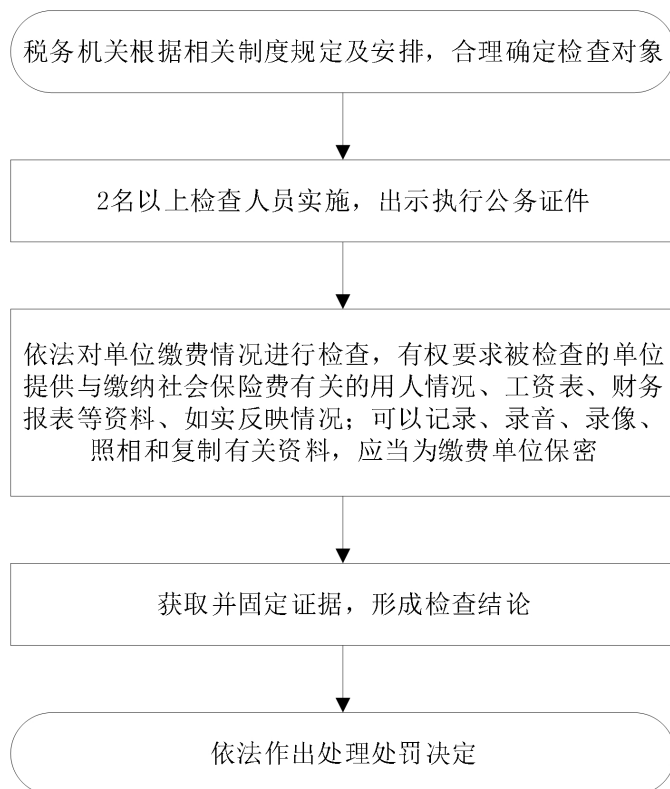 税务机关根据相关制度规定及安排，合理确定检查对象
2名以上检查人员实施，出示执行公务证件
依法对单位缴费情况进行检查，有权要求被检查的单位
提供与缴纳社会保险费有关的用人情况、工资表、财务
报表等资料、如实反映情况；可以记录、录音、录像、
照相和复制有关资料，应当为缴费单位保密
获取并固定证据，形成检查结论
依法作出处理处罚决定